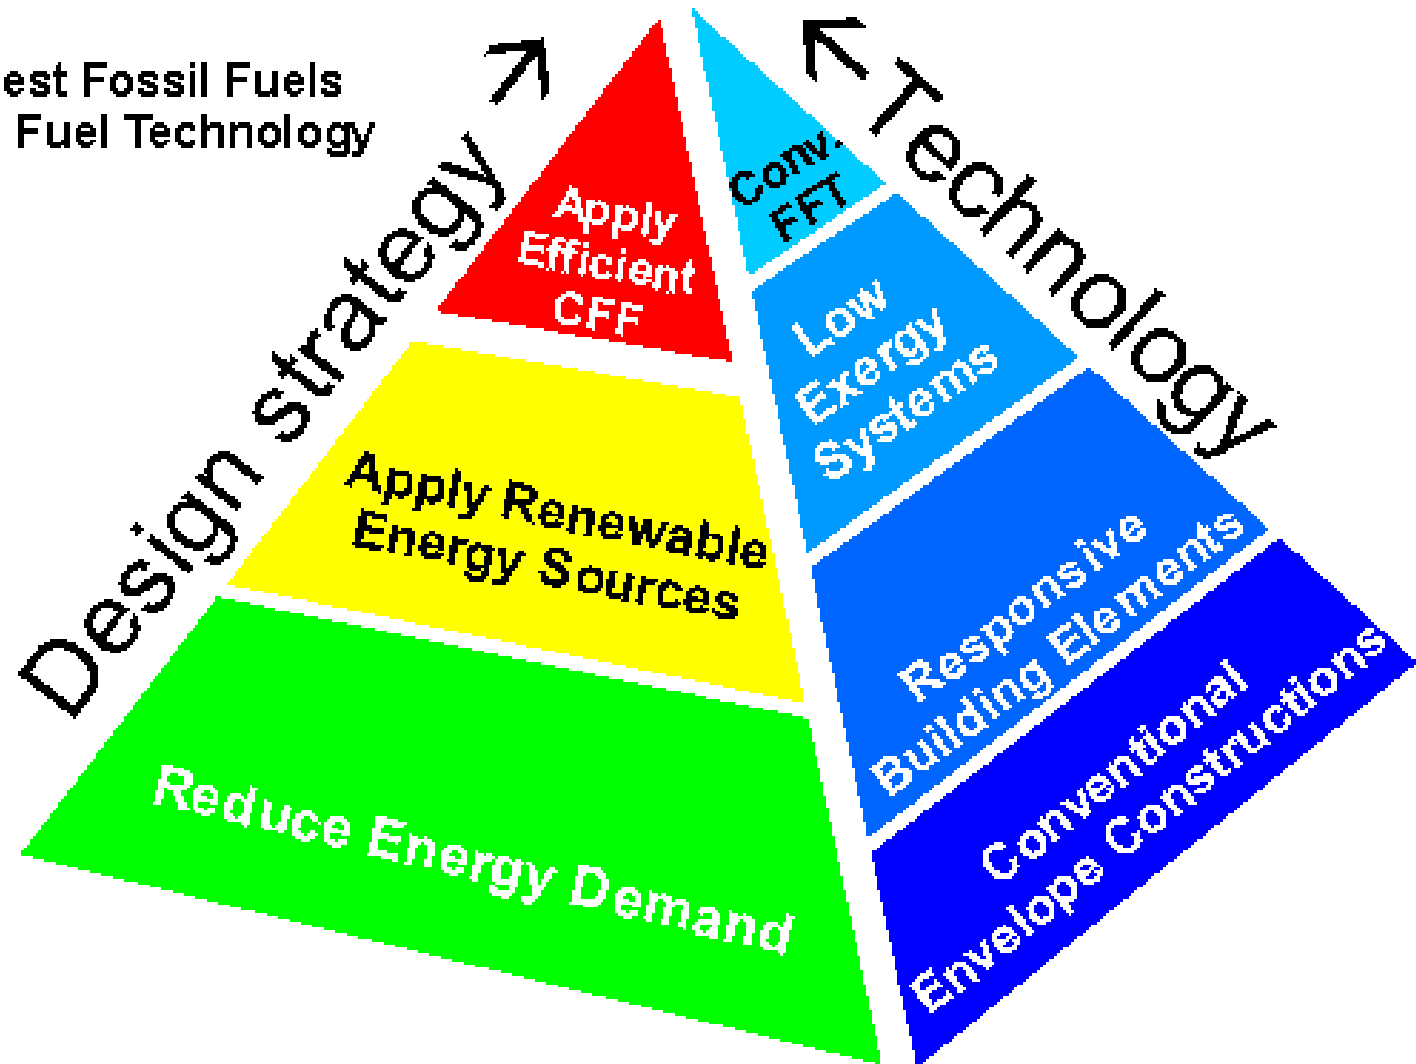 est Fossil Fuels
Fuel Technology
Design strategy
Technology
Apply
Efficient
CFF
Apply Renewable
Energy Sources
Reduce Energy Demand
Conv.
FFT
Low
Exergy
Systems
Responsive
Building Elements
Conventional
Envelope Constructions